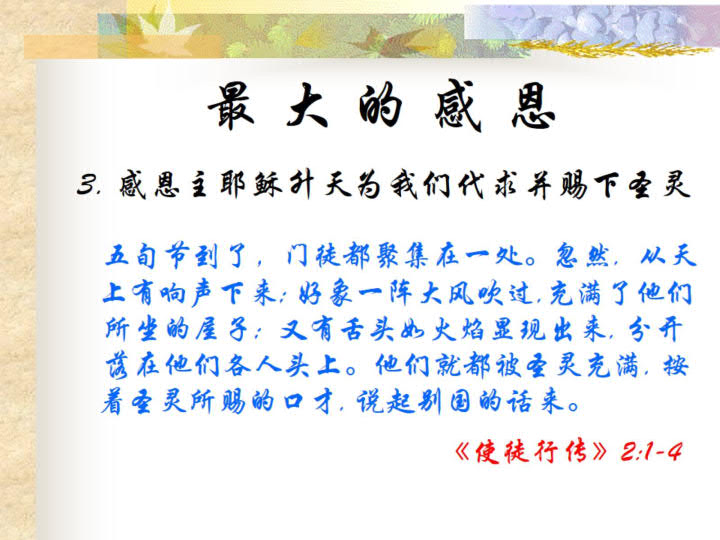 最大的感恩
3. 感恩主耶稣升天为我们代求并赐下圣灵
五旬节到了，门徒都聚集在一处。忽然，从天
上有响声下来；好象一阵大风吹过，充满了他们
所坐的屋子；又有舌头如火焰显现出来，分开
落在他们各人头上。他们就都被圣灵充满，按
着圣灵所赐的口才，说起别国的话来。
《使徒行传》2:1-4